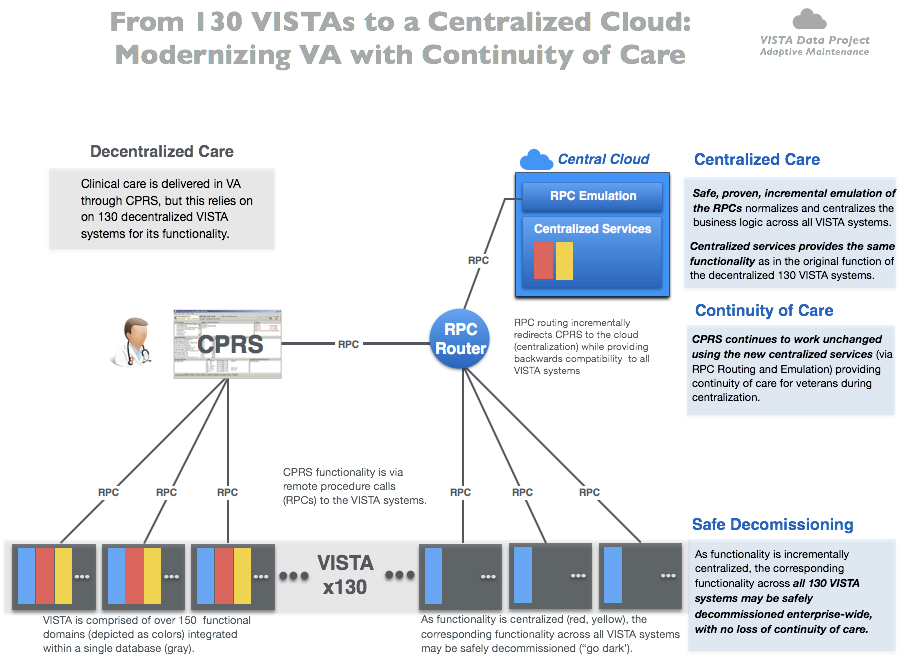 From 130 VISTAs to a Centralized Cloud:
Modernizing VA with Continuity of Care
VISTA Data Project
Adaptive Maintenance
Decentralized Care
Clinical care is delivered in VA
through CPRS, but this relies on
on 130 decentralized VISTA
systems for its functionality.
Central Cloud
RPC Emulation
Centralized Services
RPC
Centralized Care
Safe, proven, incremental emulation of
the RPCs normalizes and centralizes the
business logic across all VISTA systems.
Centralized services provides the same
functionality as in the original function of
the decentralized 130 VISTA systems.
CPRS
RPC
RPC
Router
RPC routing incrementally
redirects CPRS to the cloud
(centralization) while providing
backwards compatibility to all
VISTA systems
Continuity of Care
CPRS continues to work unchanged
using the new centralized services (via
RPC Routing and Emulation) providing
continuity of care for veterans during
centralization.
CPRS functionality is via
remote procedure calls
(RPCs) to the VISTA systems.
RPC
RPC
RPC
RPC
RPC
RPC
VISTA
x130
Safe Decomissioning
As functionality is incrementally
centralized, the corresponding
functionality across all 130 VISTA
systems may be safely
decommissioned enterprise-wide,
with no loss of continuity of care.
VISTA is comprised of over 150 functional
domains (depicted as colors) integrated
within a single database (gray).
As functionality is centralized (red, yellow), the
corresponding functionality across all VISTA systems
may be safely decommissioned ("go dark').